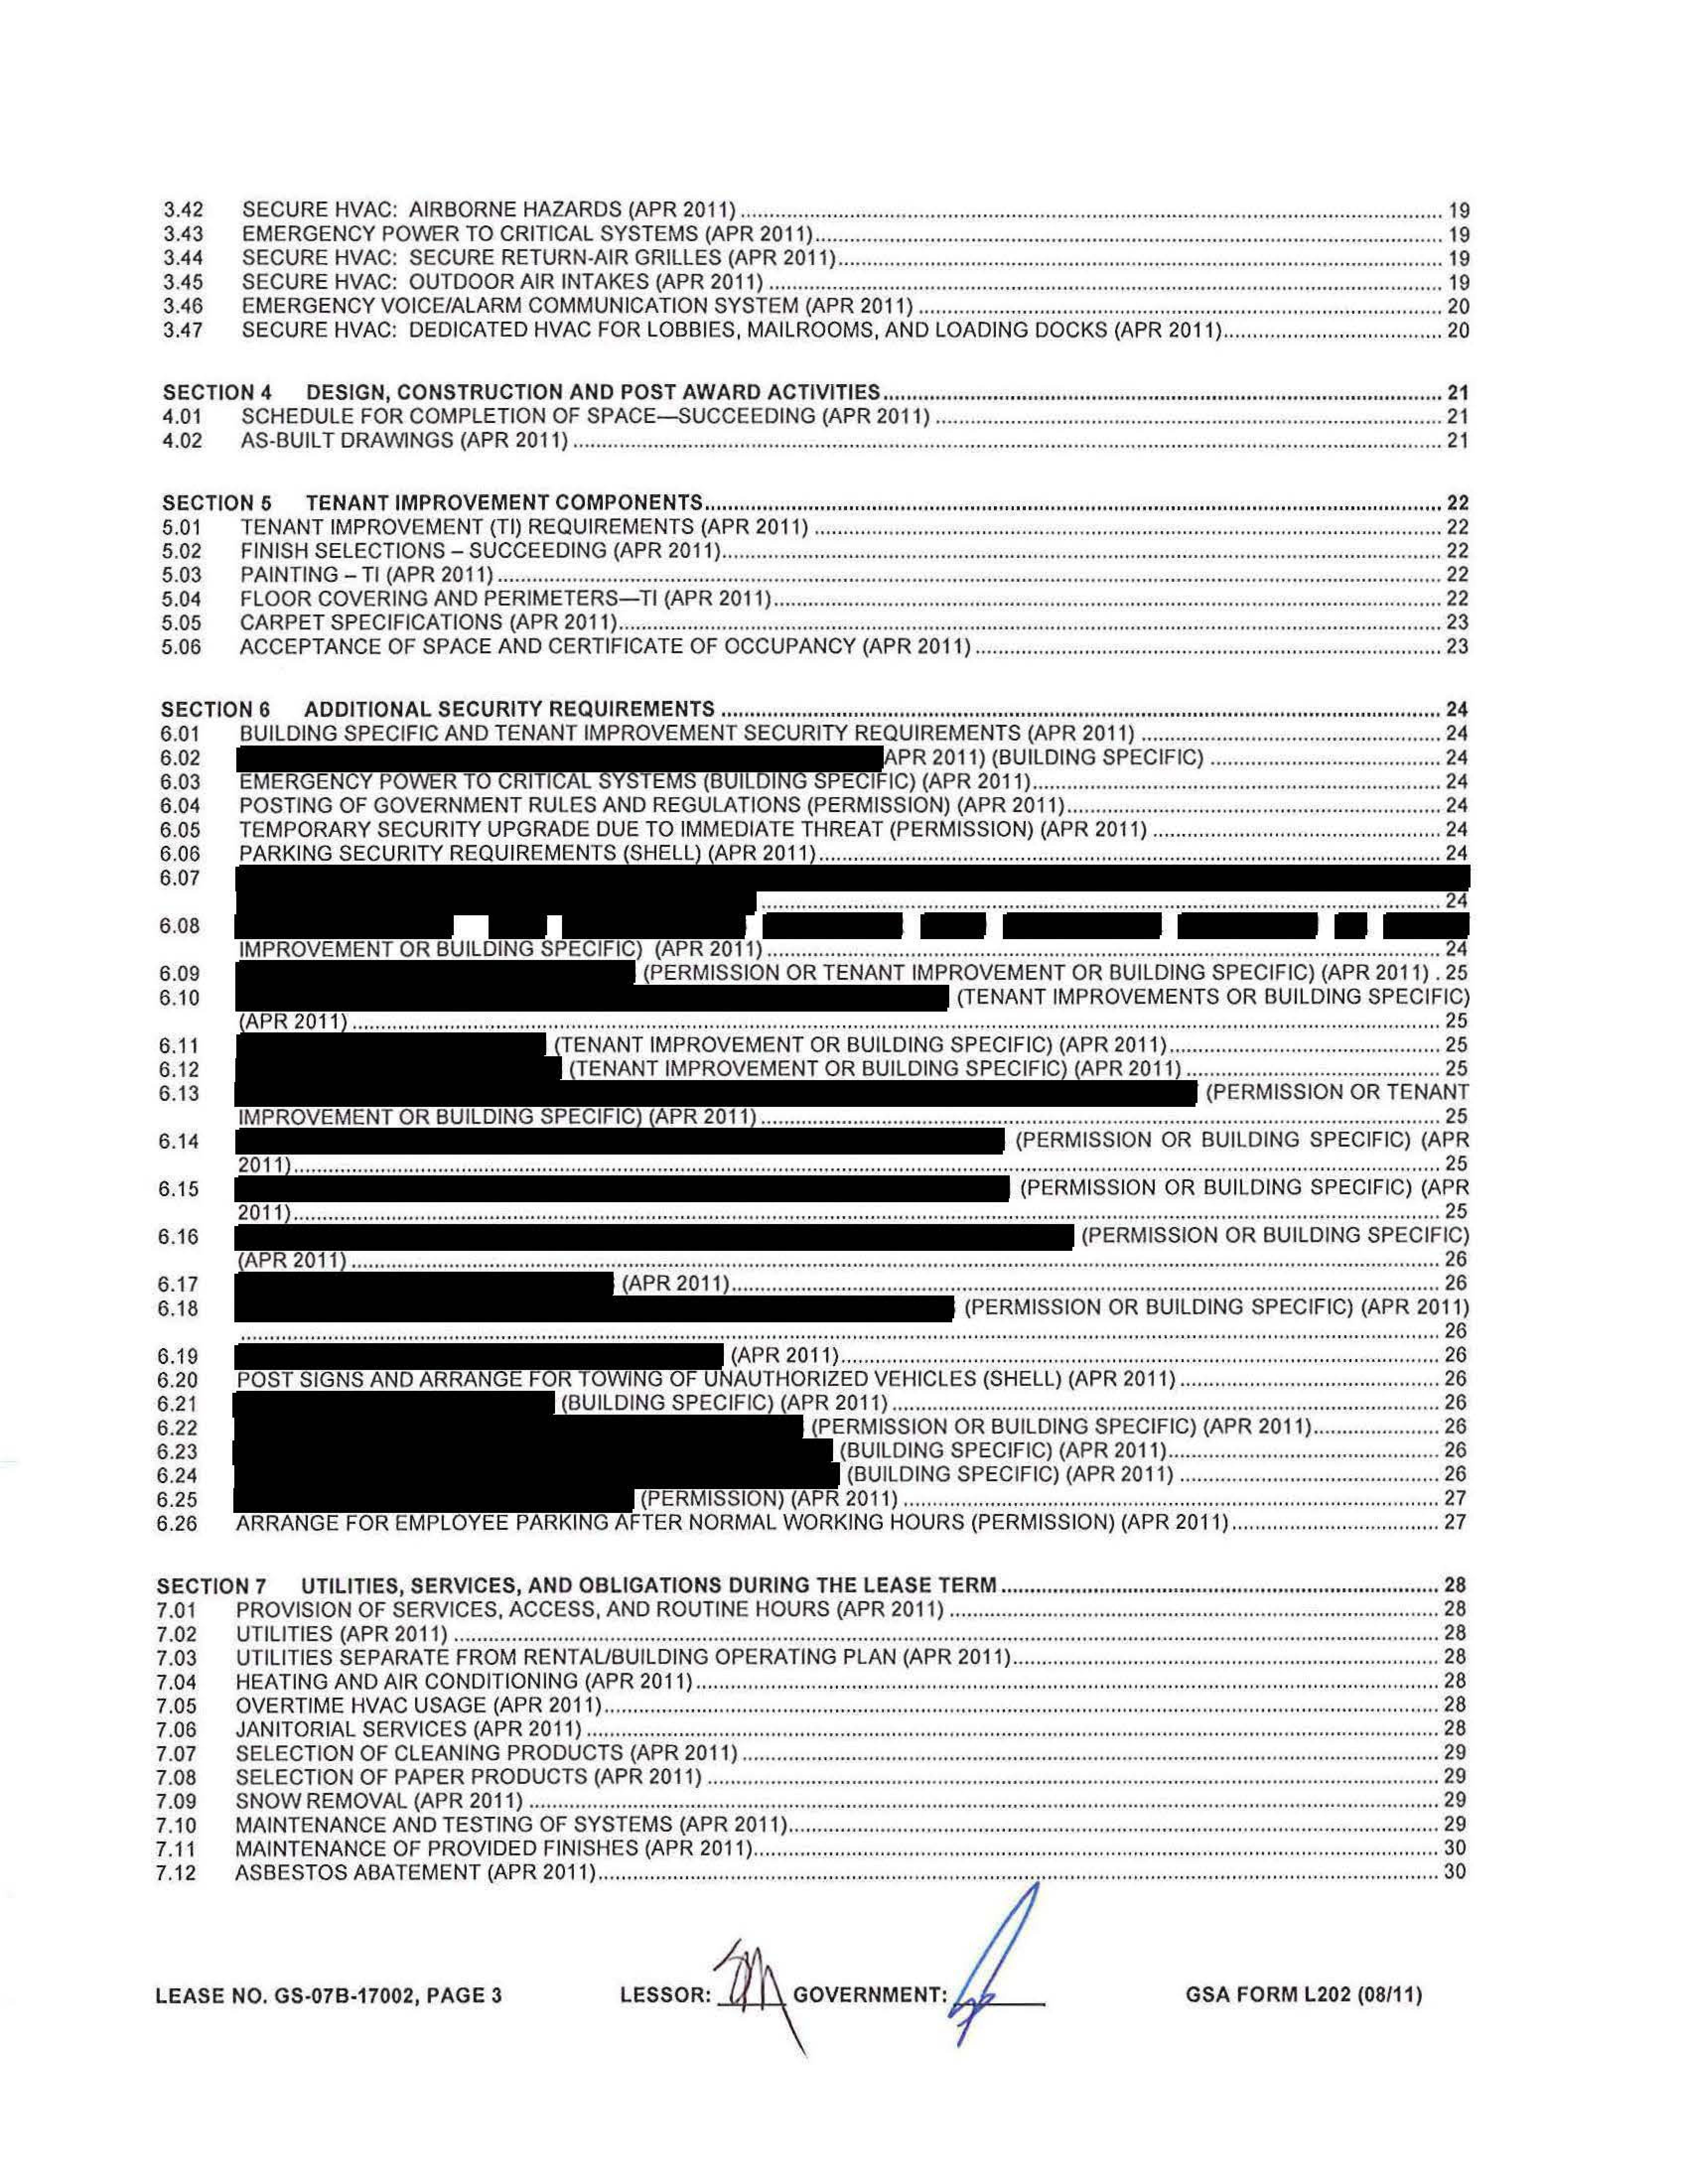 3.42 SECURE HVAC: AIRBORNE HAZARDS (APR 2011) ........ 19
3.43 EMERGENCY POWER TO CRITICAL SYSTEMS (APR 2011)........ 19
3.44 SECURE HVAC: SECURE RETURN-AIR GRILLES (APR 2011)........ 19
3.45 SECURE HVAC: OUTDOOR AIR INTAKES (APR 2011) ........ 19
3.46 EMERGENCY VOICE/ALARM COMMUNICATION SYSTEM (APR 2011) ........ 20
3.47 SECURE HVAC: DEDICATED HVAC FOR LOBBIES, MAILROOMS, AND LOADING DOCKS (APR 2011)........ 20
SECTION 4 DESIGN, CONSTRUCTION AND POST AWARD ACTIVITIES........ 21
4.01 SCHEDULE FOR COMPLETION OF SPACE—SUCCEEDING (APR 2011) ........ 21
4.02 AS-BUILT DRAWINGS (APR 2011) ........ 21
SECTION 5 TENANT IMPROVEMENT COMPONENTS........ 22
5.01 TENANT IMPROVEMENT (TI) REQUIREMENTS (APR 2011) ........ 22
5.02 FINISH SELECTIONS – SUCCEEDING (APR 2011)........ 22
5.03 PAINTING – TI (APR 2011) ........ 22
5.04 FLOOR COVERING AND PERIMETERS—TI (APR 2011)........ 22
5.05 CARPET SPECIFICATIONS (APR 2011)........ 23
5.06 ACCEPTANCE OF SPACE AND CERTIFICATE OF OCCUPANCY (APR 2011) ........ 23
SECTION 6 ADDITIONAL SECURITY REQUIREMENTS ........ 24
6.01 BUILDING SPECIFIC AND TENANT IMPROVEMENT SECURITY REQUIREMENTS (APR 2011) ........ 24
6.02 APR 2011) (BUILDING SPECIFIC) ........ 24
6.03 EMERGENCY POWER TO CRITICAL SYSTEMS (BUILDING SPECIFIC) (APR 2011)........ 24
6.04 POSTING OF GOVERNMENT RULES AND REGULATIONS (PERMISSION) (APR 2011)........ 24
6.05 TEMPORARY SECURITY UPGRADE DUE TO IMMEDIATE THREAT (PERMISSION) (APR 2011) ........ 24
6.06 PARKING SECURITY REQUIREMENTS (SHELL) (APR 2011)........ 24
6.07
........ 24
6.08
IMPROVEMENT OR BUILDING SPECIFIC) (APR 2011) ........ 24
6.09 (PERMISSION OR TENANT IMPROVEMENT OR BUILDING SPECIFIC) (APR 2011) . 25
6.10 (TENANT IMPROVEMENTS OR BUILDING SPECIFIC)
(APR 2011) ........ 25
6.11 (TENANT IMPROVEMENT OR BUILDING SPECIFIC) (APR 2011)........ 25
6.12 (TENANT IMPROVEMENT OR BUILDING SPECIFIC) (APR 2011) ........ 25
6.13 (PERMISSION OR TENANT
IMPROVEMENT OR BUILDING SPECIFIC) (APR 2011) ........ 25
6.14 (PERMISSION OR BUILDING SPECIFIC) (APR
2011)........ 25
6.15 (PERMISSION OR BUILDING SPECIFIC) (APR
2011)........ 25
6.16 (PERMISSION OR BUILDING SPECIFIC)
(APR 2011) ........ 26
6.17 (APR 2011)........ 26
6.18 (PERMISSION OR BUILDING SPECIFIC) (APR 2011)
........ 26
6.19 (APR 2011)........ 26
6.20 POST SIGNS AND ARRANGE FOR TOWING OF UNAUTHORIZED VEHICLES (SHELL) (APR 2011) ........ 26
6.21 (BUILDING SPECIFIC) (APR 2011) ........ 26
6.22 (PERMISSION OR BUILDING SPECIFIC) (APR 2011)........ 26
6.23 (BUILDING SPECIFIC) (APR 2011)........ 26
6.24 (BUILDING SPECIFIC) (APR 2011) ........ 26
6.25 (PERMISSION) (APR 2011) ........ 27
6.26 ARRANGE FOR EMPLOYEE PARKING AFTER NORMAL WORKING HOURS (PERMISSION) (APR 2011)........ 27
SECTION 7 UTILITIES, SERVICES, AND OBLIGATIONS DURING THE LEASE TERM ........ 28
7.01 PROVISION OF SERVICES, ACCESS, AND ROUTINE HOURS (APR 2011) ........ 28
7.02 UTILITIES (APR 2011) ........ 28
7.03 UTILITIES SEPARATE FROM RENTAL/BUILDING OPERATING PLAN (APR 2011)........ 28
7.04 HEATING AND AIR CONDITIONING (APR 2011)........ 28
7.05 OVERTIME HVAC USAGE (APR 2011)........ 28
7.06 JANITORIAL SERVICES (APR 2011) ........ 28
7.07 SELECTION OF CLEANING PRODUCTS (APR 2011) ........ 29
7.08 SELECTION OF PAPER PRODUCTS (APR 2011) ........ 29
7.09 SNOW REMOVAL (APR 2011) ........ 29
7.10 MAINTENANCE AND TESTING OF SYSTEMS (APR 2011)........ 29
7.11 MAINTENANCE OF PROVIDED FINISHES (APR 2011)........ 30
7.12 ASBESTOS ABATEMENT (APR 2011)........ 30
LEASE NO. GS-07B-17002, PAGE 3 LESSOR: GOVERNMENT: GSA FORM L202 (08/11)